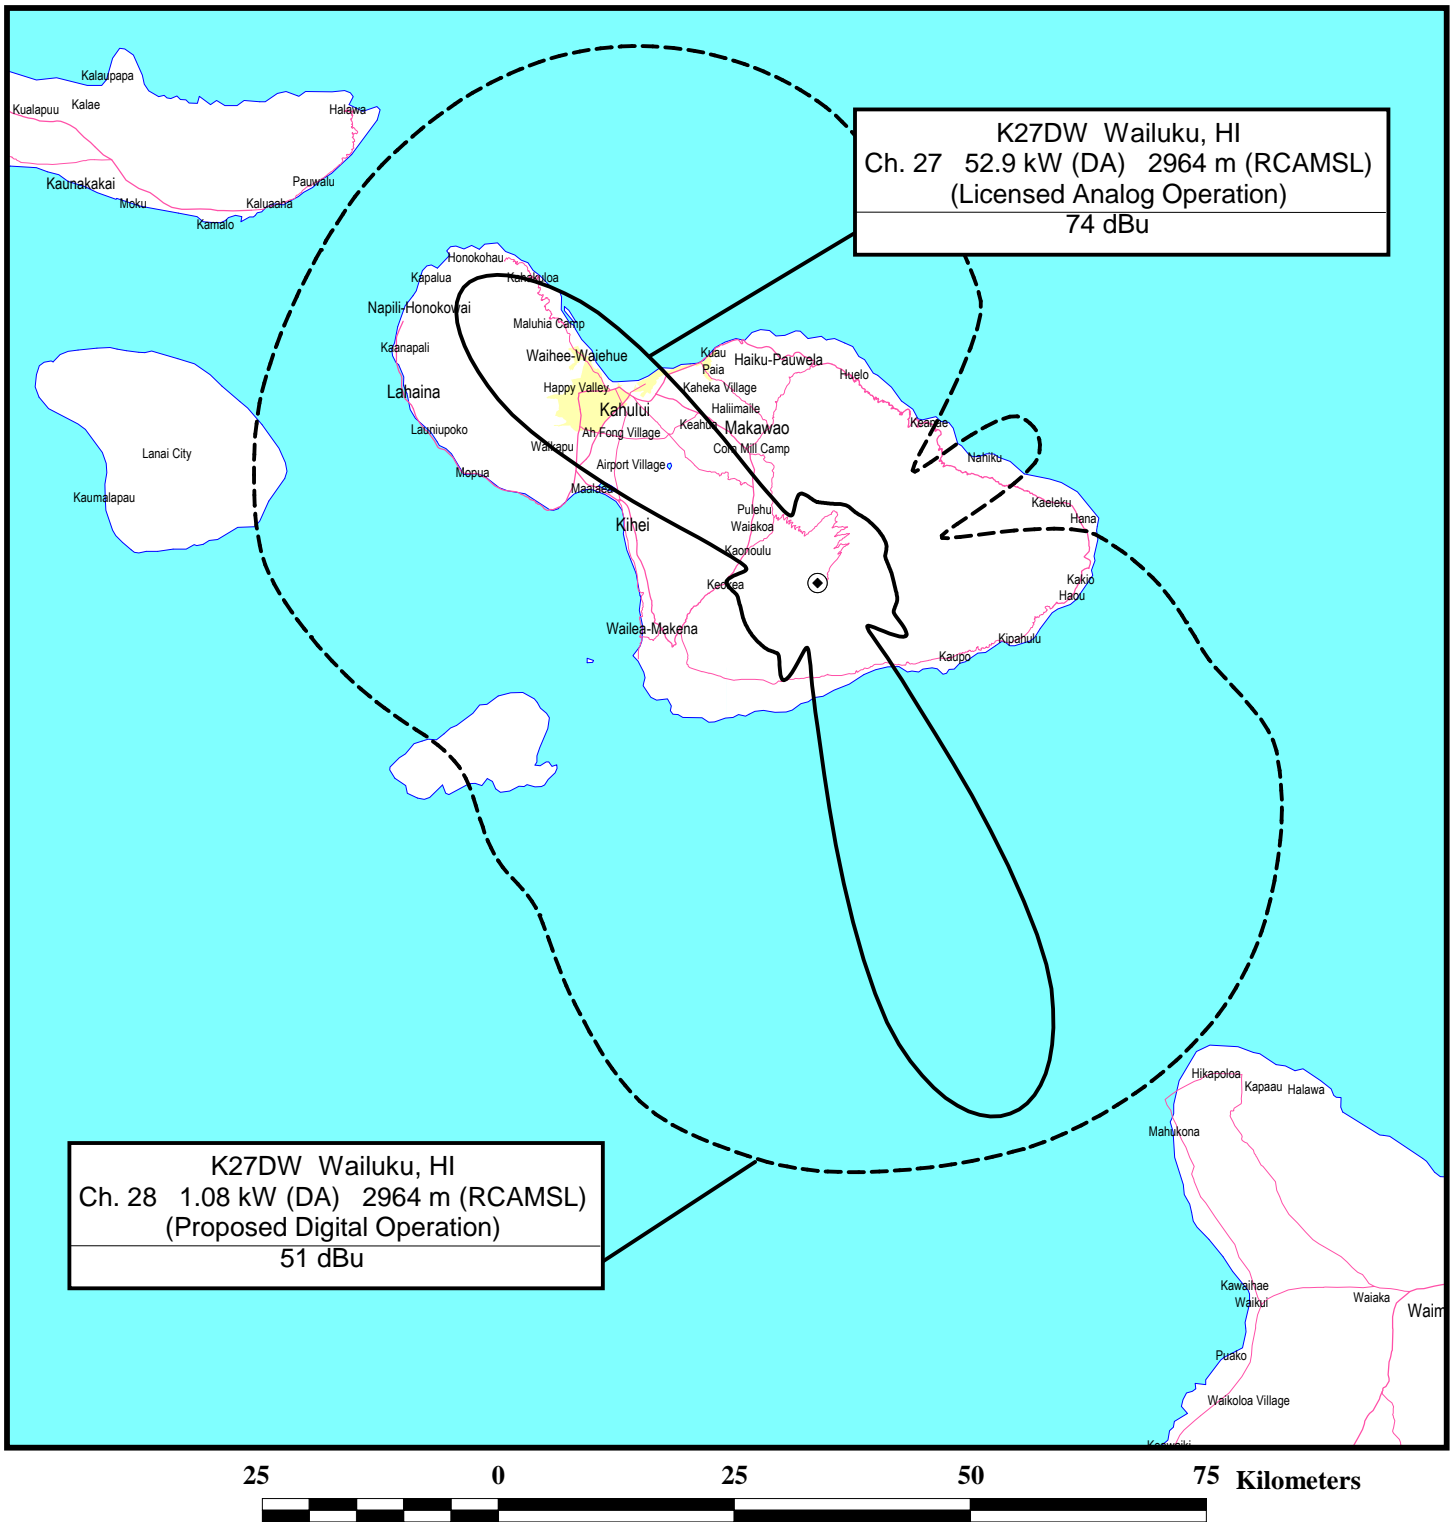 Kalaupapa
Kualapuu
Kalae
Halawa
Kaunakakai
Pauwalu
Moku
Kaluaaha
Kamalo
K27DW Wailuku, HI
Ch. 27 52.9 kW (DA) 2964 m (RCAMSL)
(Licensed Analog Operation)
74 dBu
Honokohau
Kapalua
Kahakuloa
Napili-Honokowai
Maluhia Camp
Kaanapali
Waihee-Waiehue
Kuau
Haiku-Pauwela
Paia
Huelo
Lahaina
Happy Valley
Kaheka Village
Kahului
Haliimaile
Launiupoko
Ah Fong Village
Keahua
Makawao
Keanae
Lanai City
Waikapu
Corn Mill Camp
Nahiku
Mopua
Airport Village
Kaumalapau
Maalaea
Kaeleku
Pulehu
Hana
Kihei
Waiakoa
Kaonoulu
Keokea
Kakio
Haou
Wailea-Makena
Kipahulu
Kaupo
Hikapoloa
Kapaau
Halawa
Mahukona
K27DW Wailuku, HI
Ch. 28 1.08 kW (DA) 2964 m (RCAMSL)
(Proposed Digital Operation)
51 dBu
Kawaihae
Waikui
Waiaka
Waim
Puako
Waikoloa Village
25 0 25 50 75 Kilometers